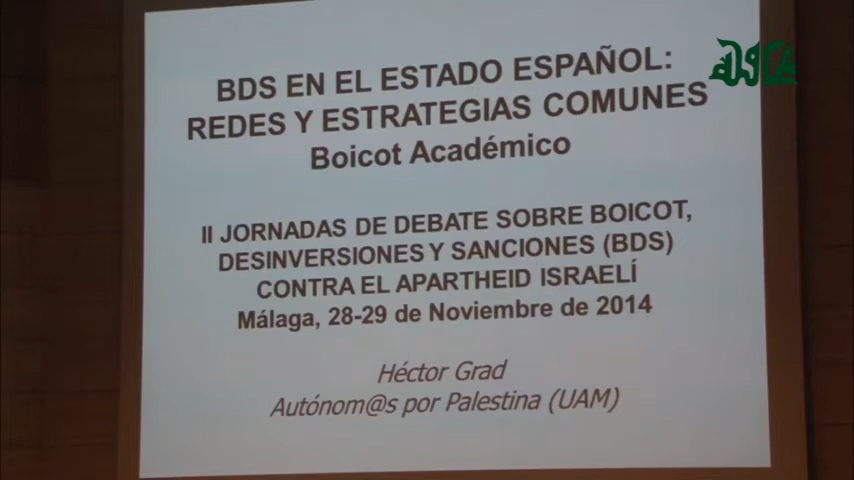 BDS EN EL ESTADO ESPAÑOL:
REDES Y ESTRATEGIAS COMUNES
Boicot Académico
II JORNADAS DE DEBATE SOBRE BOICOT,
DESINVERSIONES Y SANCIONES (BDS)
CONTRA EL APARTHEID ISRAELÍ
Málaga, 28-29 de Noviembre de 2014
Héctor Grad
Autónom@s por Palestina (UAM)